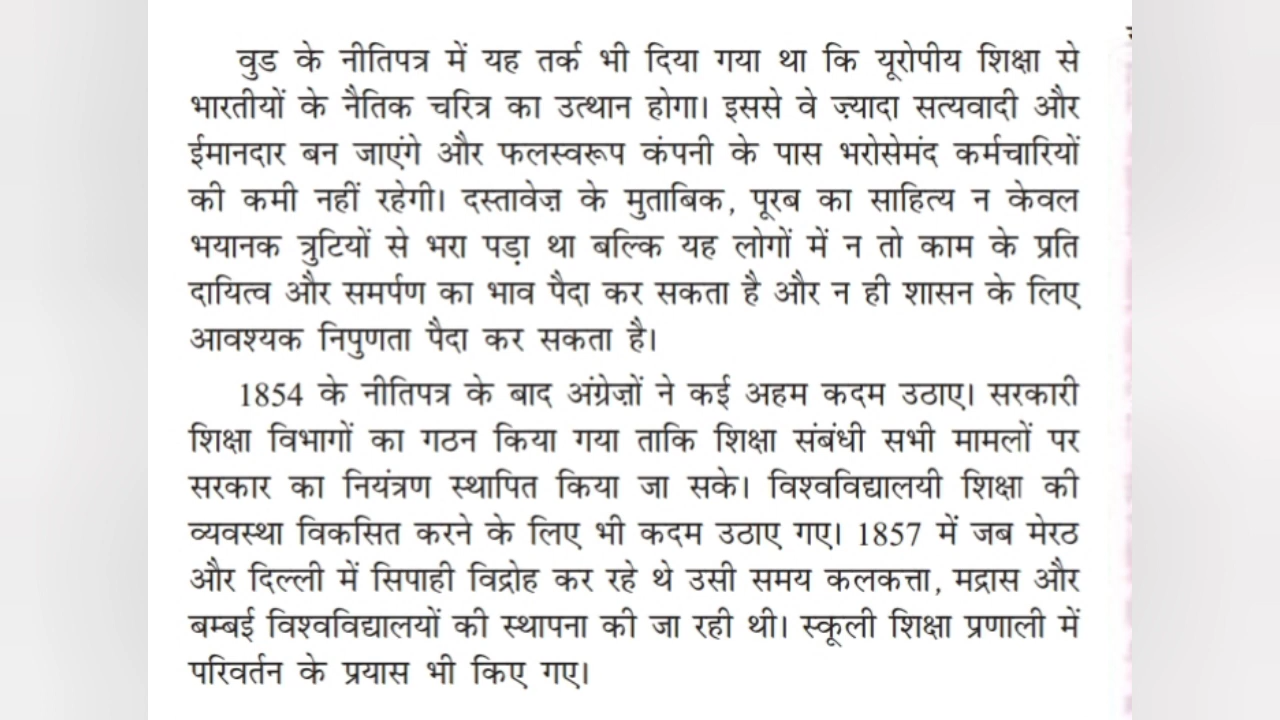 वुड के नीतिपत्र में यह तर्क भी दिया गया था कि यूरोपीय शिक्षा से
भारतीयों के नैतिक चरित्र का उत्थान होगा। इससे वे ज़्यादा सत्यवादी और
ईमानदार बन जाएंगे और फलस्वरूप कंपनी के पास भरोसेमंद कर्मचारियों
की कमी नहीं रहेगी। दस्तावेज़ के मुताबिक, पूरब का साहित्य न केवल
भयानक त्रुटियों से भरा पड़ा था बल्कि यह लोगों में न तो काम के प्रति
दायित्व और समर्पण का भाव पैदा कर सकता है और न ही शासन के लिए
आवश्यक निपुणता पैदा कर सकता है।
1854 के नीतिपत्र के बाद अंग्रेज़ों ने कई अहम कदम उठाए। सरकारी
शिक्षा विभागों का गठन किया गया ताकि शिक्षा संबंधी सभी मामलों पर
सरकार का नियंत्रण स्थापित किया जा सके। विश्वविद्यालयी शिक्षा की
व्यवस्था विकसित करने के लिए भी कदम उठाए गए। 1857 में जब मेरठ
और दिल्ली में सिपाही विद्रोह कर रहे थे उसी समय कलकत्ता, मद्रास और
बम्बई विश्वविद्यालयों की स्थापना की जा रही थी। स्कूली शिक्षा प्रणाली में
परिवर्तन के प्रयास भी किए गए।